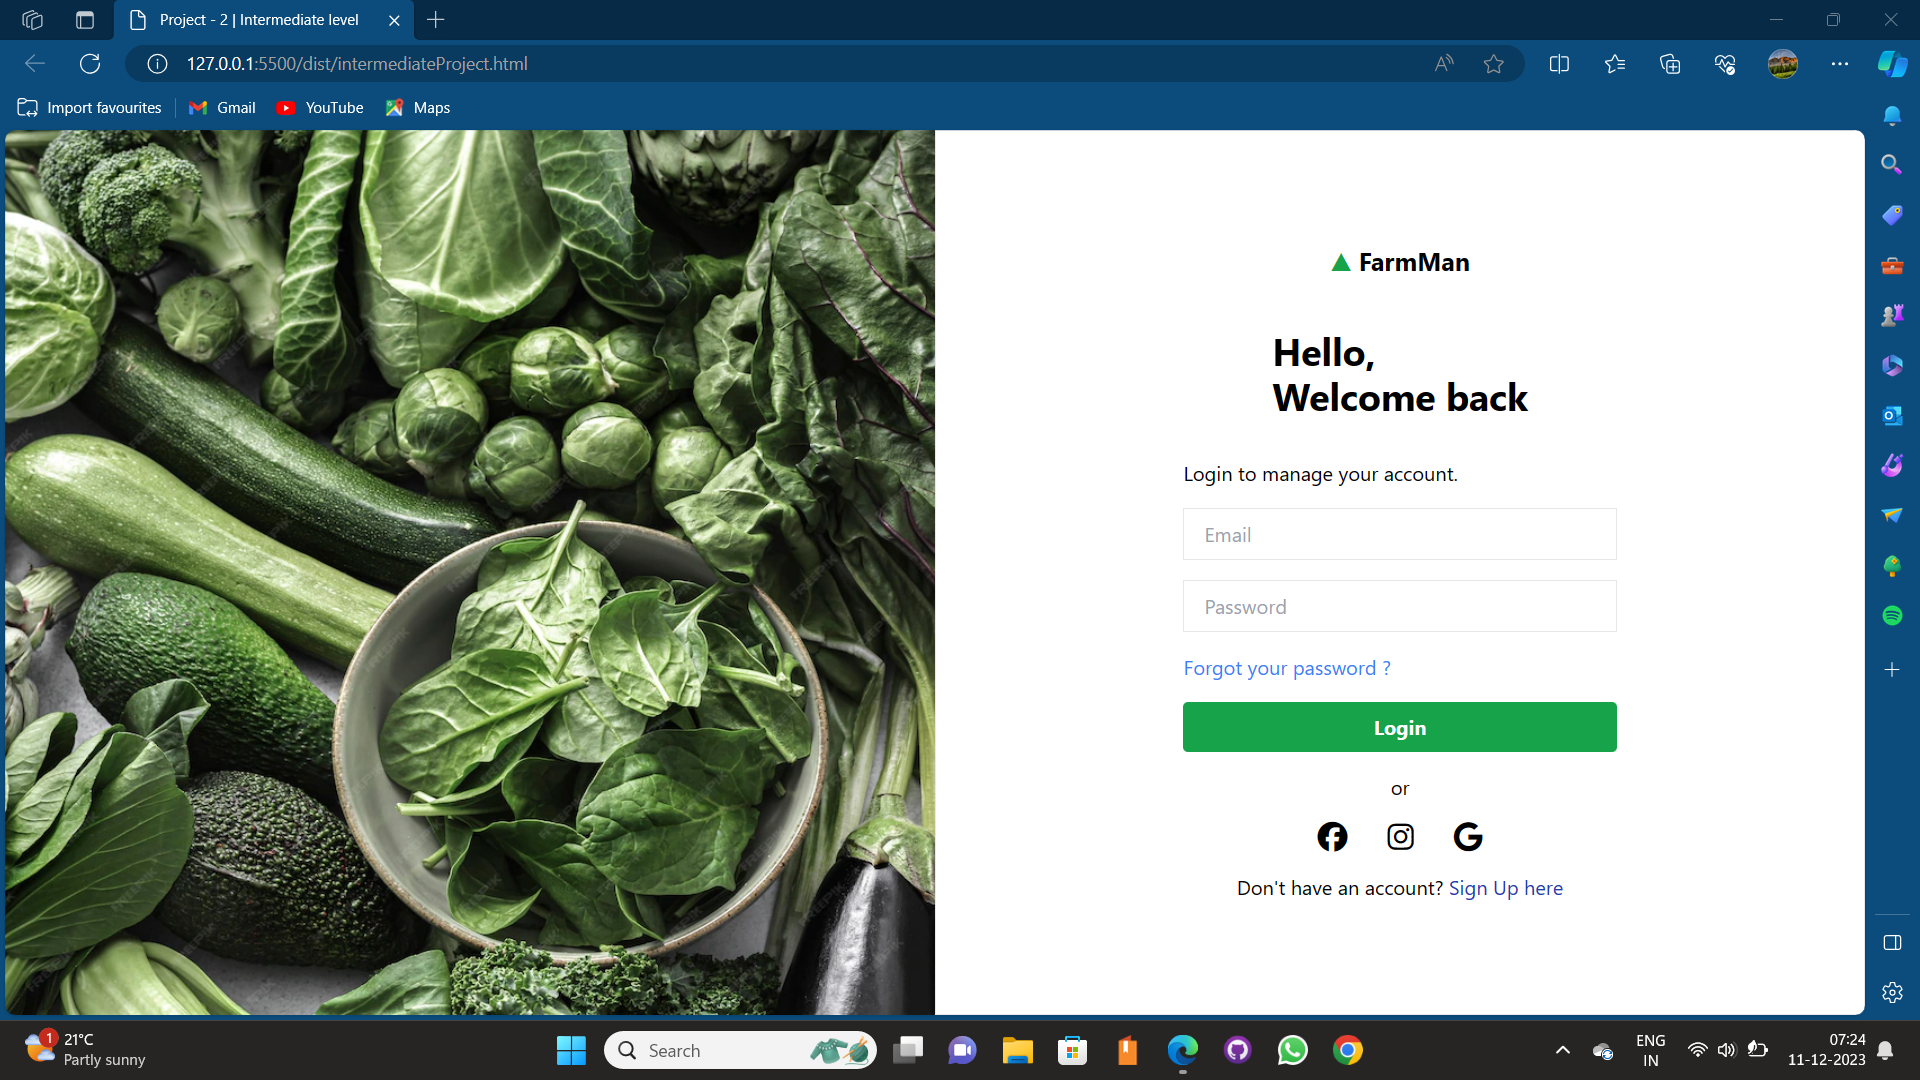 Project - 2 | Intermediate level
127.0.0.1:5500/dist/intermediateProject.html
Import favourites
Gmail
YouTube
Maps
FarmMan
Hello,
Welcome back
Login to manage your account.
Email
Password
Forgot your password ?
Login
or
Don't have an account? Sign Up here
1
21°C
Partly sunny
Search
ENG
IN
07:24
11-12-2023